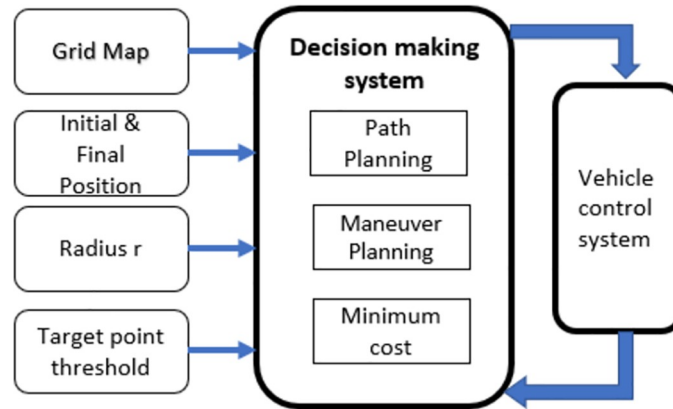 Grid Map
Initial &
Final
Position
Radius r
Target point
threshold
Decision making
system
Path
Planning
Maneuver
Planning
Minimum
cost
Vehicle
control
system